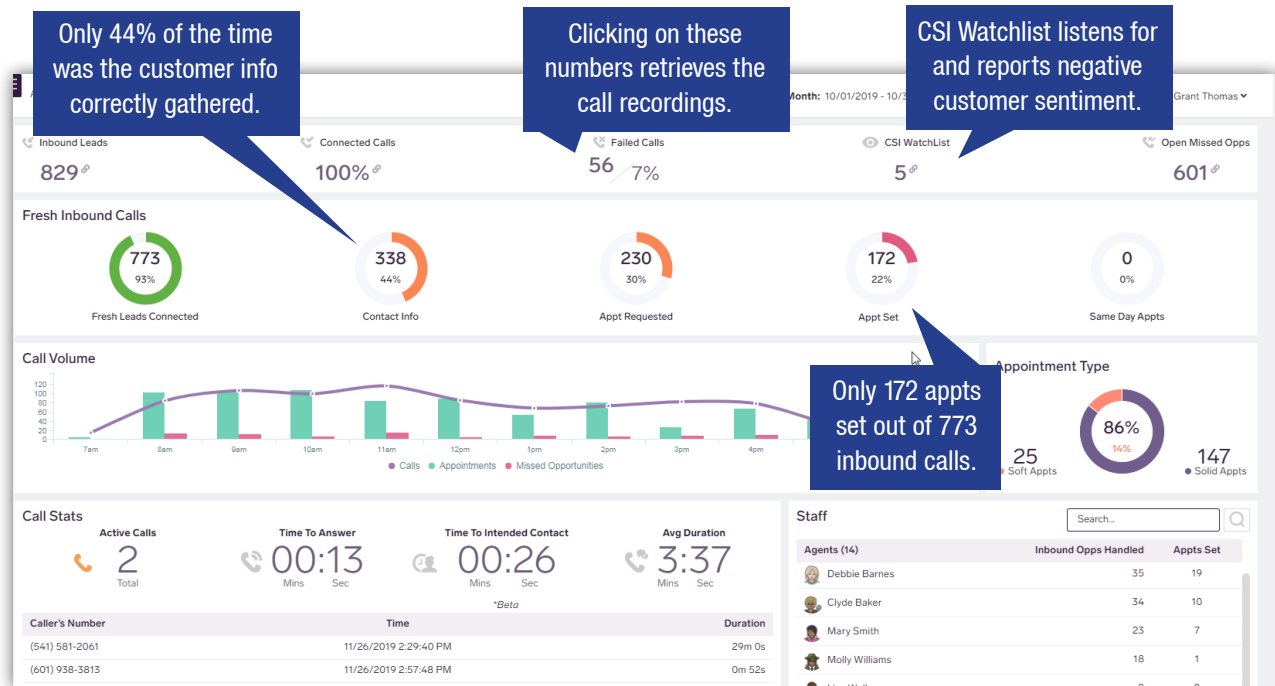 Only 44% of the time
was the customer info
correctly gathered.
Clicking on these
numbers retrieves the
call recordings.
CSI Watchlist listens for
and reports negative
customer sentiment.
Month: 10/01/2019 - 10/3
Grant Thomas
Inbound Leads
829
Connected Calls
100%
Failed Calls
56 / 7%
CSI WatchList
5
Open Missed Opps
601
Fresh Inbound Calls
773
93%
Fresh Leads Connected
338
44%
Contact Info
230
30%
Appt Requested
172
22%
Appt Set
0
0%
Same Day Appts
Call Volume
120
100
80
60
40
20
0
7am 8am 9am 10am 11am 12pm 1pm 2pm 3pm 4pm
Calls Appointments Missed Opportunities
Only 172 appts
set out of 773
inbound calls.
Appointment Type
86%
14%
25
Soft Appts
147
Solid Appts
Call Stats
Active Calls
2
Total
Time To Answer
00:13
Mins Sec
Time To Intended Contact
00:26
Mins Sec
*Beta
Avg Duration
3:37
Mins Sec
Caller's Number Time Duration
(541) 581-2061 11/26/2019 2:29:40 PM 29m 0s
(601) 938-3813 11/26/2019 2:57:48 PM 0m 52s
Staff
Search...
Agents (14) Inbound Opps Handled Appts Set
Debbie Barnes 35 19
Clyde Baker 34 10
Mary Smith 23 7
Molly Williams 18 1